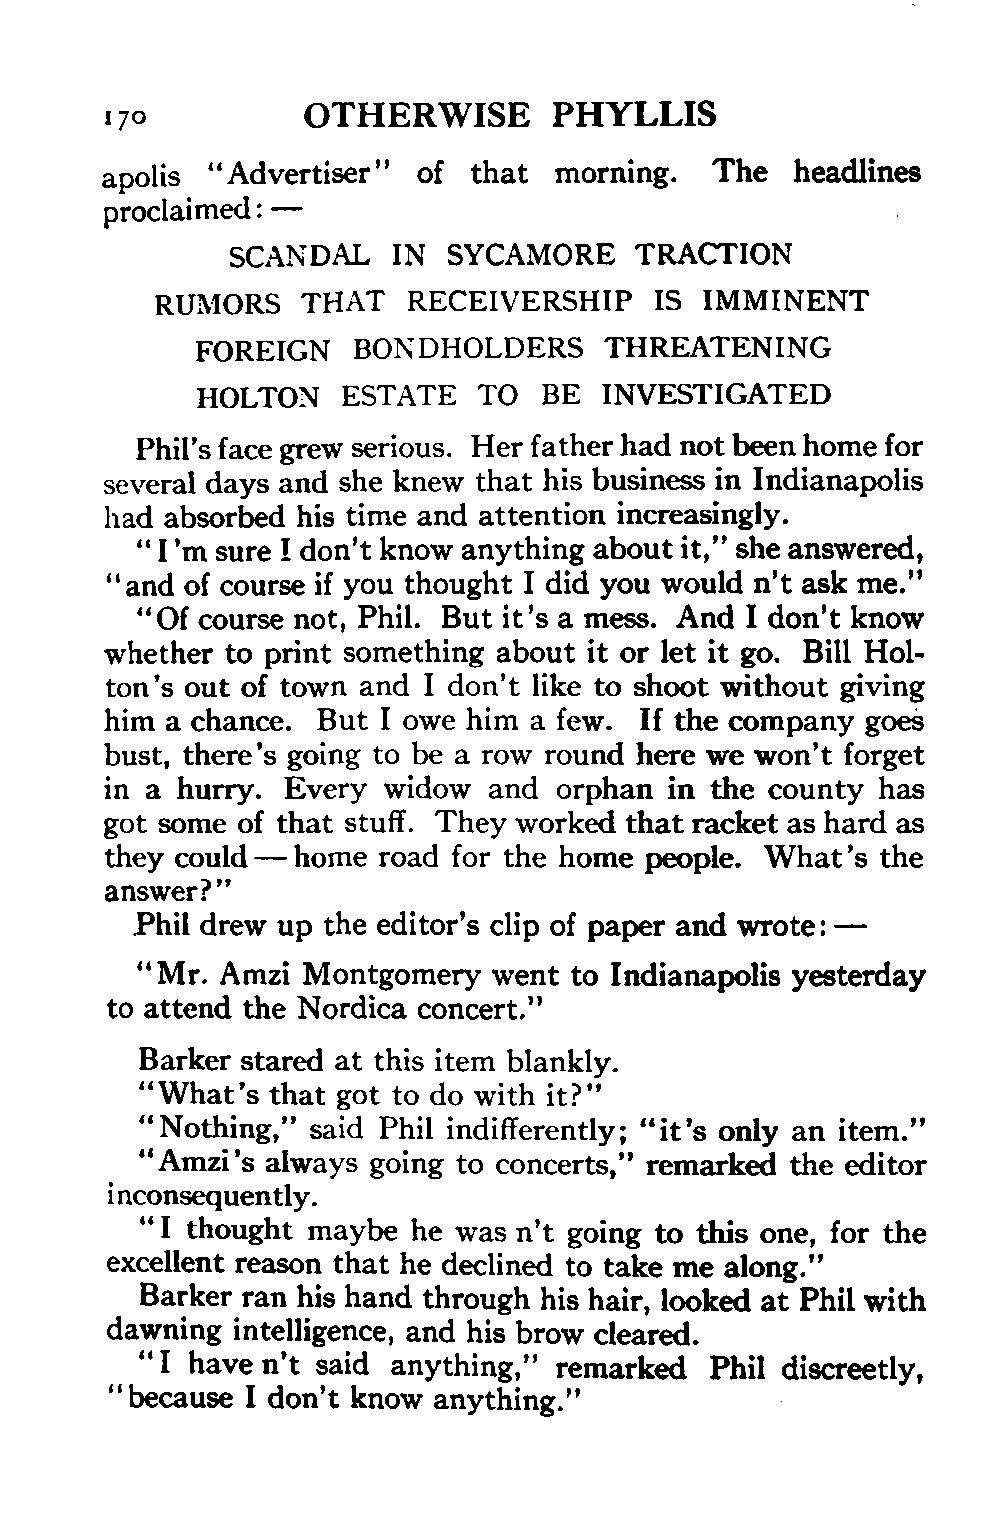 170 OTHERWISE PHYLLIS
apolis "Advertiser" of that morning. The headlines
proclaimed: —
SCANDAL IN SYCAMORE TRACTION
RUMORS THAT RECEIVERSHIP IS IMMINENT
FOREIGN BONDHOLDERS THREATENING
HOLTON ESTATE TO BE INVESTIGATED
Phil's face grew serious. Her father had not been home for
several days and she knew that his business in Indianapolis
had absorbed his time and attention increasingly.
"I 'm sure I don't know anything about it," she answered,
"and of course if you thought I did you would n't ask me."
"Of course not, Phil. But it's a mess. And I don't know
whether to print something about it or let it go. Bill Hol-
ton's out of town and I don't like to shoot without giving
him a chance. But I owe him a few. If the company goes
bust, there's going to be a row round here we won't forget
in a hurry. Every widow and orphan in the county has
got some of that stuff. They worked that racket as hard as
they could — home road for the home people. What's the
answer?"
Phil drew up the editor's clip of paper and wrote: —
"Mr. Amzi Montgomery went to Indianapolis yesterday
to attend the Nordica concert."
Barker stared at this item blankly.
"What's that got to do with it?"
"Nothing," said Phil indifferently; "it's only an item."
"Amzi's always going to concerts," remarked the editor
inconsequently.
"I thought maybe he was n't going to this one, for the
excellent reason that he declined to take me along."
Barker ran his hand through his hair, looked at Phil with
dawning intelligence, and his brow cleared.
"I have n't said anything," remarked Phil discreetly,
"because I don't know anything."